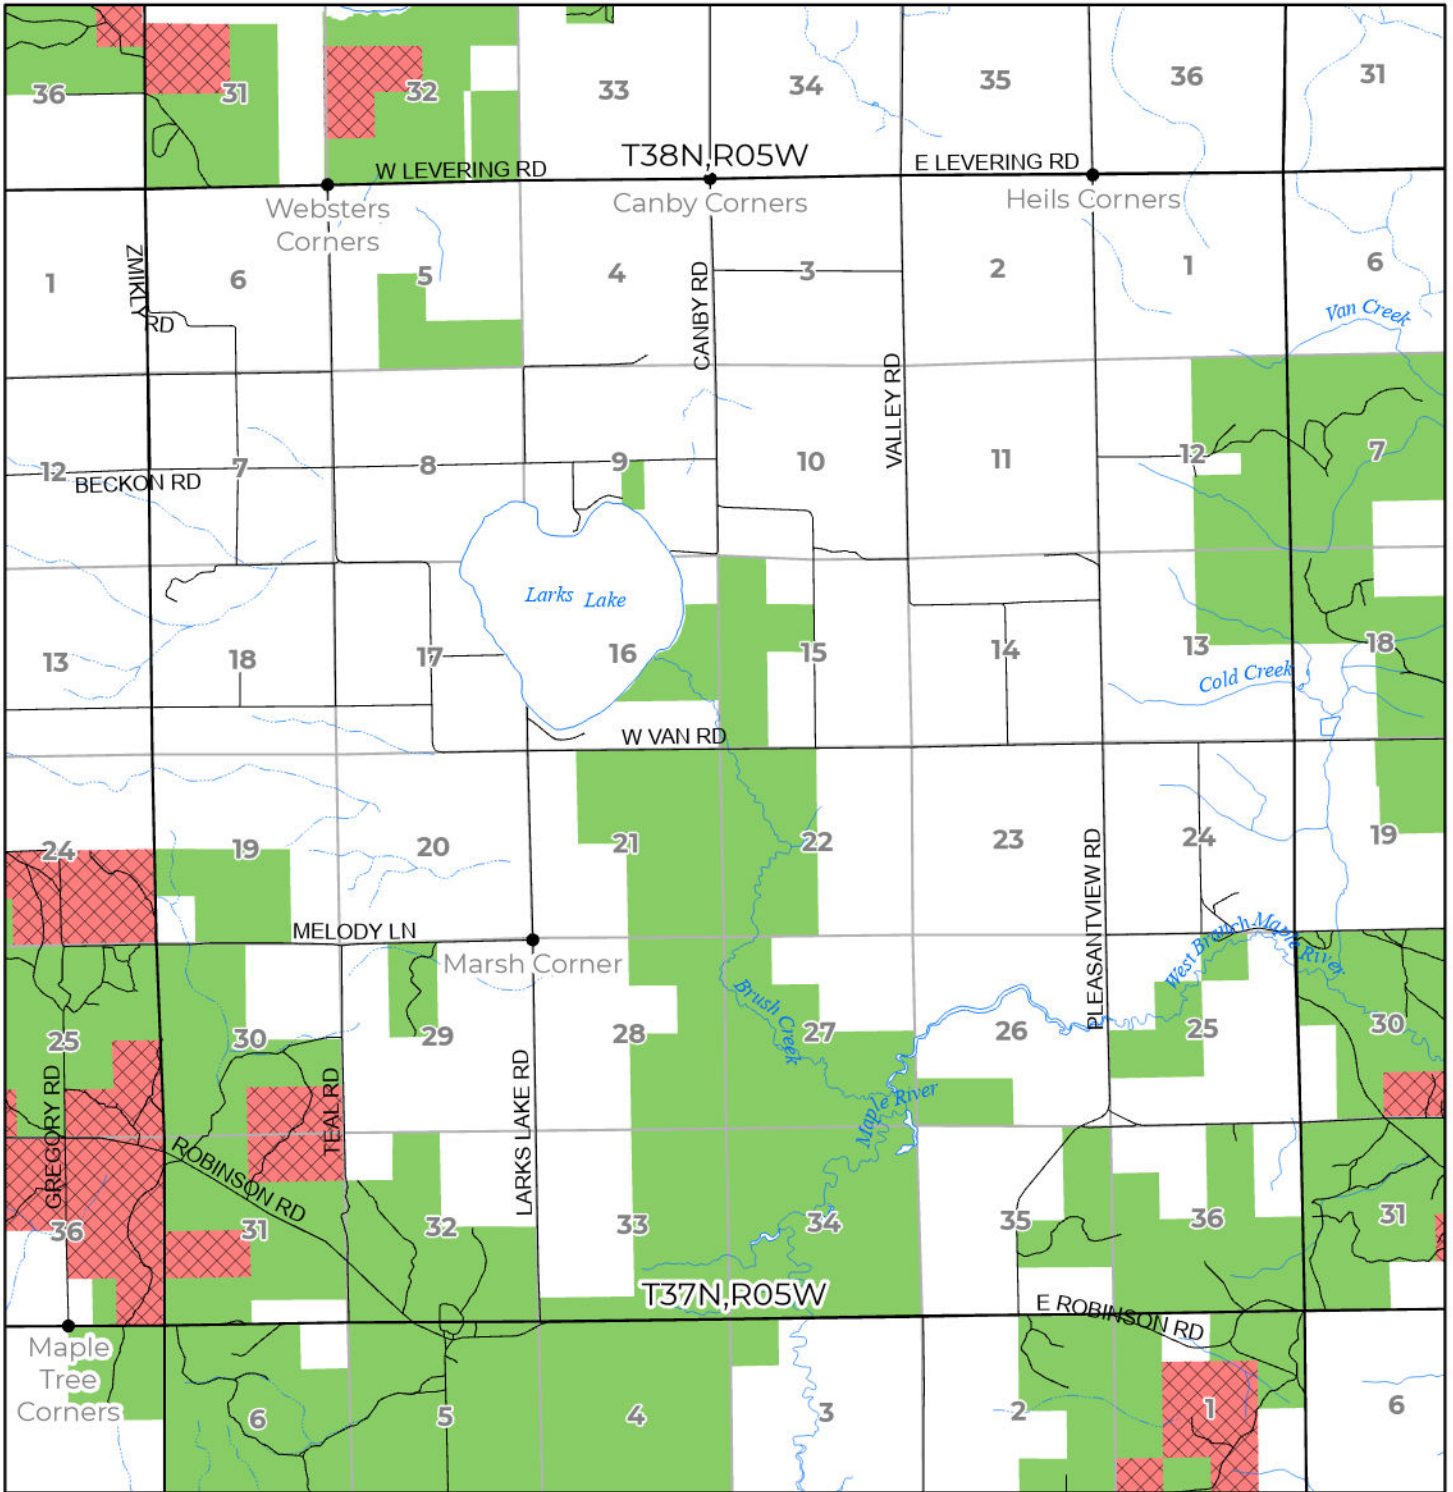 36
31
32
33
34
35
36
31
T38N,R05W
W LEVERING RD
E LEVERING RD
Websters
Corners
Canby Corners
Heils Corners
ZMIKLY
RD
1
6
5
4
CANBY RD
3
2
1
6
Van Creek
VALLEY RD
12
BECKON RD
7
8
9
10
11
12
7
Larks Lake
13
18
17
16
15
14
13
18
Cold Creek
W VAN RD
24
19
20
21
22
23
PLEASANTVIEW RD
24
19
MELODY LN
Marsh Corner
West Branch Maple River
Brush Creek
25
30
29
28
27
26
25
30
GREGORY RD
TEAL RD
LARKS LAKE RD
Maple River
ROBINSON RD
36
31
32
33
34
35
36
31
T37N,R05W
E ROBINSON RD
Maple
Tree
Corners
6
5
4
3
2
1
6